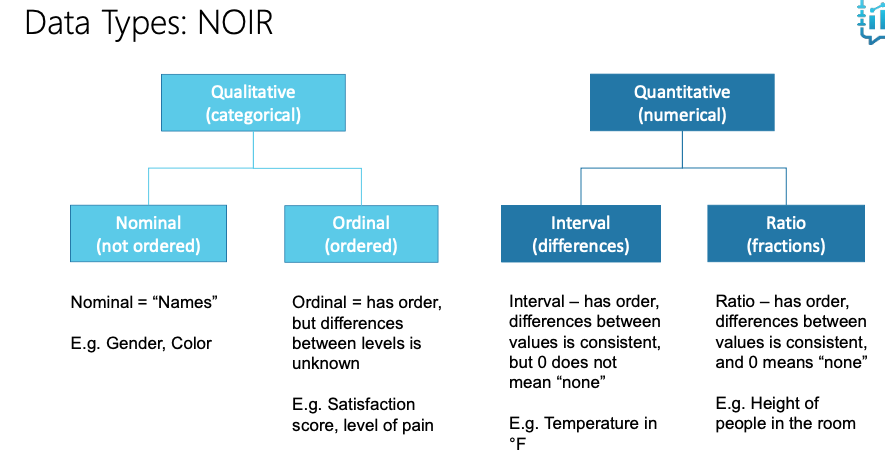 Data Types: NOIR
Qualitative
(categorical)
Quantitative
(numerical)
Nominal
(not ordered)
Ordinal
(ordered)
Interval
(differences)
Ratio
(fractions)
Nominal = “Names”
E.g. Gender, Color
Ordinal = has order,
but differences
between levels is
unknown
E.g. Satisfaction
score, level of pain
Interval – has order,
differences between
values is consistent,
but 0 does not
mean “none”
E.g. Temperature in
°F
Ratio – has order,
differences between
values is consistent,
and 0 means “none”
E.g. Height of
people in the room